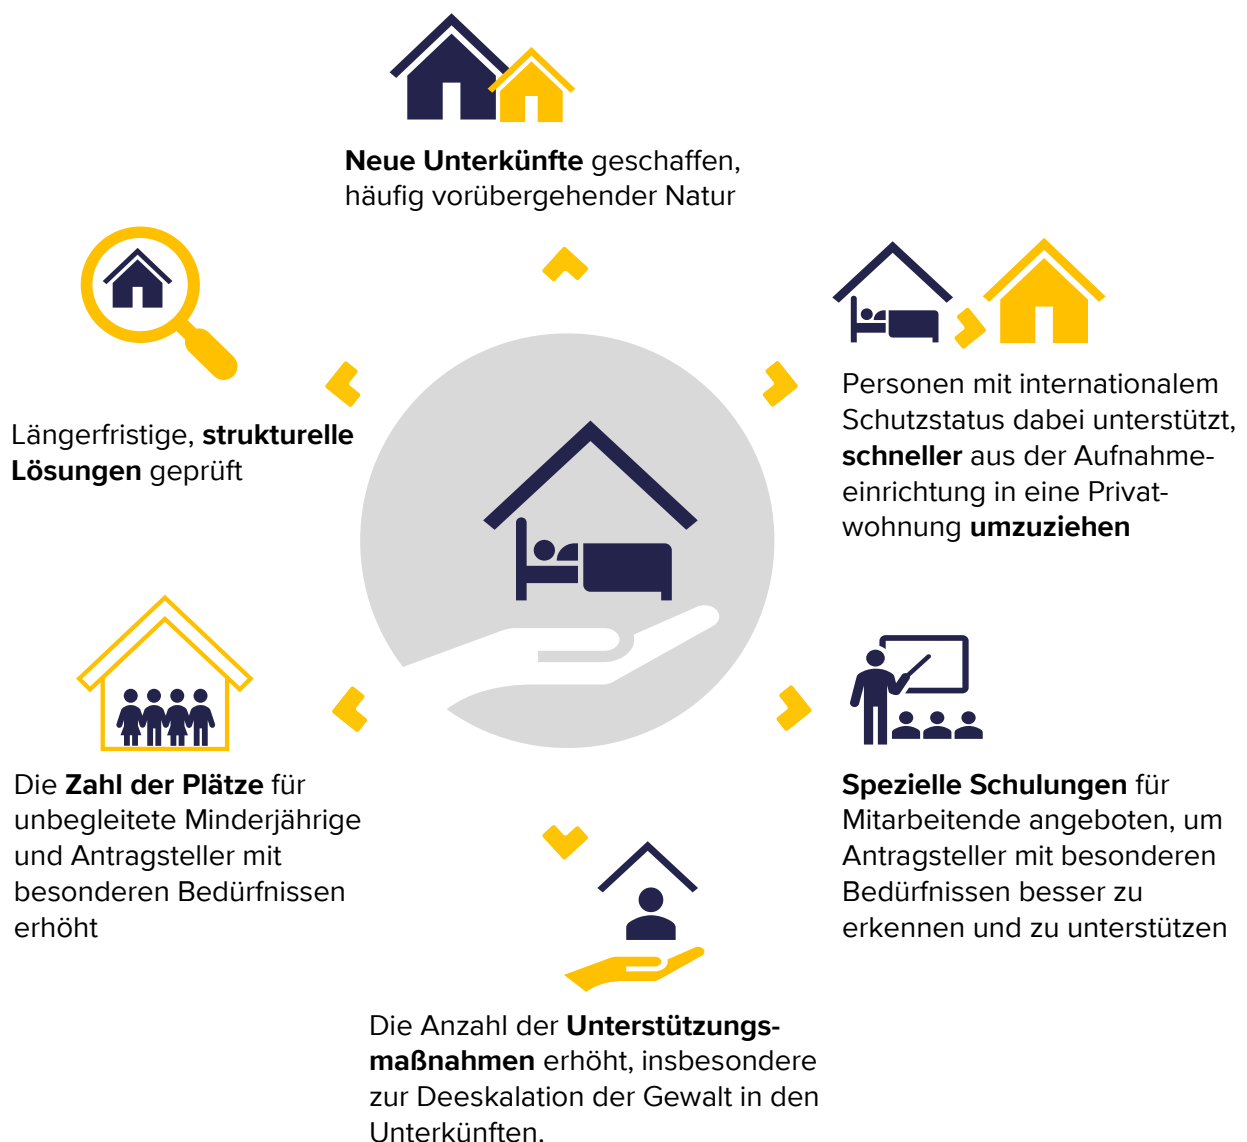 Neue Unterkünfte geschaffen,
häufig vorübergehender Natur
Personen mit internationalem
Schutzstatus dabei unterstützt,
schneller aus der Aufnahme-
einrichtung in eine Privat-
wohnung umzuziehen
Spezielle Schulungen für
Mitarbeitende angeboten, um
Antragsteller mit besonderen
Bedürfnissen besser zu
erkennen und zu unterstützen
Die Anzahl der Unterstützungs-
maßnahmen erhöht, insbesondere
zur Deeskalation der Gewalt in den
Unterkünften.
Die Zahl der Plätze für
unbegleitete Minderjährige
und Antragsteller mit
besonderen Bedürfnissen
erhöht
Längerfristige, strukturelle
Lösungen geprüft